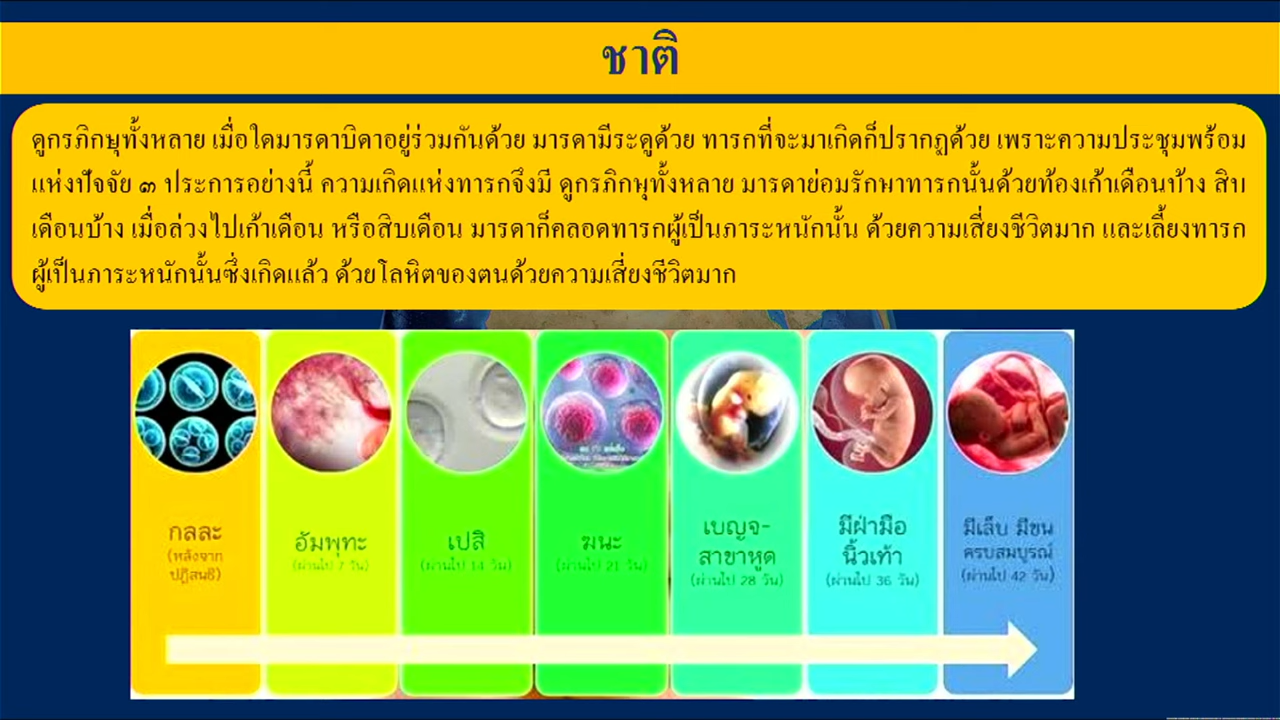 ชาติ
ดูกรภิกษุทั้งหลาย เมื่อใดมารดาบิดาอยู่ร่วมกันด้วย มารดามีระดูด้วย ทารกที่จะมาเกิดก็ปรากฏด้วย เพราะความประชุมพร้อม
แห่งปัจจัย ๓ ประการอย่างนี้ ความเกิดแห่งทารกจึงมี ดูกรภิกษุทั้งหลาย มารดาย่อมรักษาทารกนั้นด้วยท้องเก้าเดือนบ้าง สิบ
เดือนบ้าง เมื่อล่วงไปเก้าเดือน หรือสิบเดือน มารดาก็คลอดทารกผู้เป็นภาระหนักนั้น ด้วยความเสี่ยงชีวิตมาก และเลี้ยงทารก
ผู้เป็นภาระหนักนั้นซึ่งเกิดแล้ว ด้วยโลหิตของตนด้วยความเสี่ยงชีวิตมาก
กลละ
(หลังจาก
ปฏิสนธิ)
อัมพุทะ
(ผ่านไป 7 วัน)
เปสิ
(ผ่านไป 14 วัน)
ฆนะ
(ผ่านไป 21 วัน)
เบญจ-
สาขาหูด
(ผ่านไป 28 วัน)
มีฝ่ามือ
นิ้วเท้า
(ผ่านไป 36 วัน)
มีเล็บ มีขน
ครบสมบูรณ์
(ผ่านไป 42 วัน)